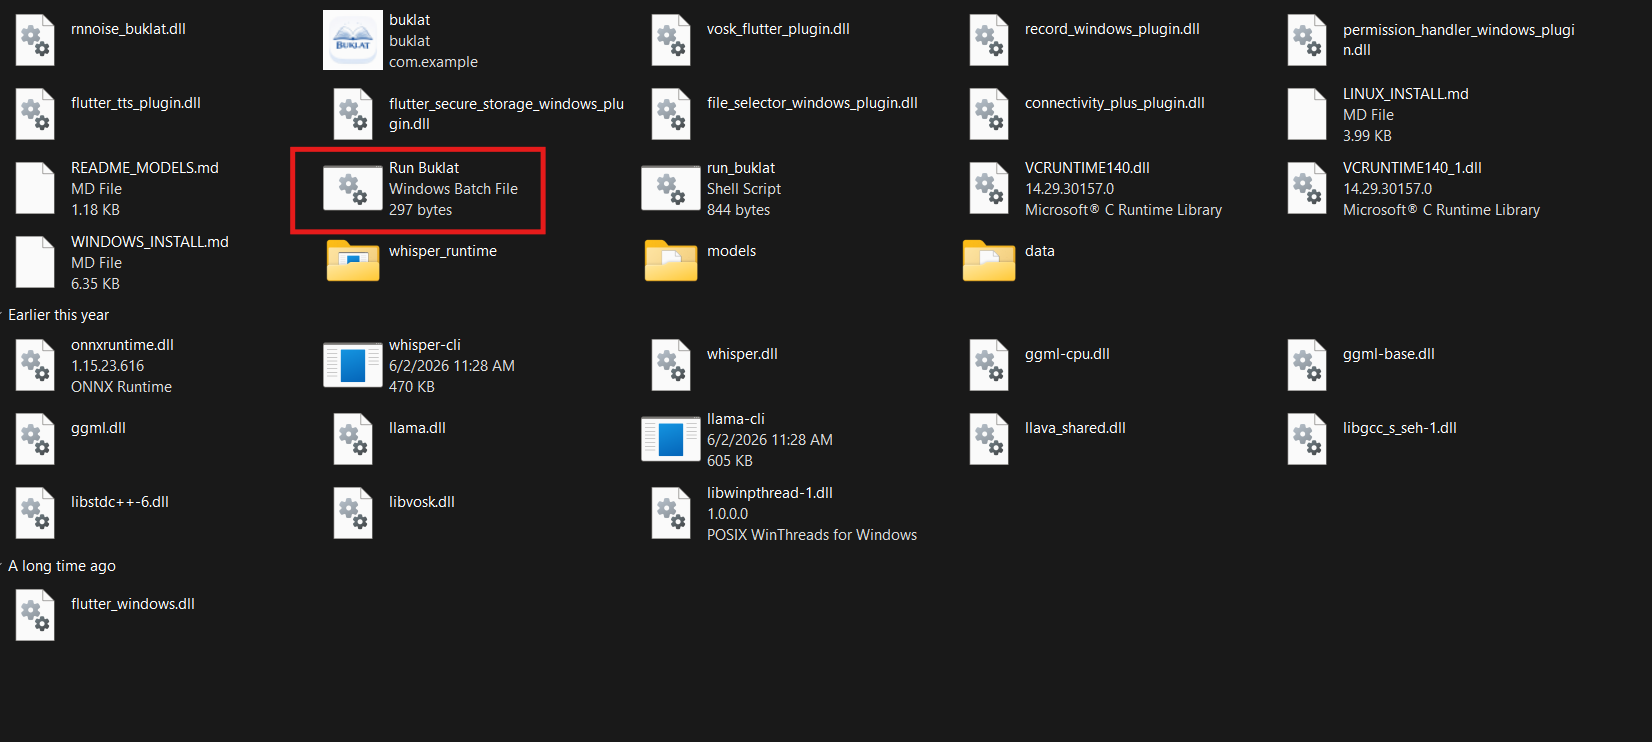 rnnoise_buklat.dll
BUKLAT
buklat
buklat
com.example
vosk_flutter_plugin.dll
record_windows_plugin.dll
permission_handler_windows_plugi
n.dll
flutter_tts_plugin.dll
flutter_secure_storage_windows_plu
gin.dll
file_selector_windows_plugin.dll
connectivity_plus_plugin.dll
LINUX_INSTALL.md
MD File
3.99 KB
README_MODELS.md
MD File
1.18 KB
Run Buklat
Windows Batch File
297 bytes
run_buklat
Shell Script
844 bytes
VCRUNTIME140.dll
14.29.30157.0
Microsoft® C Runtime Library
VCRUNTIME140_1.dll
14.29.30157.0
Microsoft® C Runtime Library
WINDOWS_INSTALL.md
MD File
6.35 KB
whisper_runtime
models
data
Earlier this year
onnxruntime.dll
1.15.23.616
ONNX Runtime
whisper-cli
6/2/2026 11:28 AM
470 KB
whisper.dll
ggml-cpu.dll
ggml-base.dll
ggml.dll
llama.dll
llama-cli
6/2/2026 11:28 AM
605 KB
llava_shared.dll
libgcc_s_seh-1.dll
libstdc++-6.dll
libvosk.dll
libwinpthread-1.dll
1.0.0.0
POSIX WinThreads for Windows
A long time ago
flutter_windows.dll